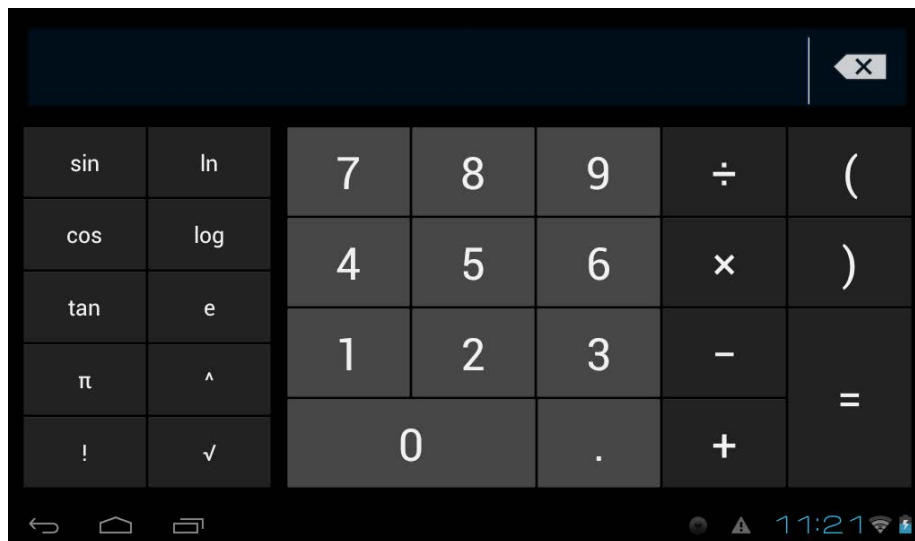 sin ln 7 8 9 ÷ (
cos log 4 5 6 × )
tan e 1 2 3 −
π ^ =
! √ 0 . +
11:21